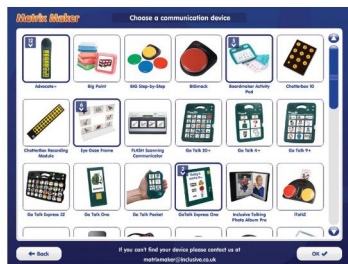 Matrix Maker
Choose a communication device
Advocate+
Big Point
BIG Step-by-Step
BIGmack
Boardmaker Activity Pad
Chatterbox 10
Chatterbox Recording Module
Eye Gaze Frame
FLASH Scanning Communicator
Go Talk 20+
Go Talk 4+
Go Talk 9+
Go Talk Express 32
Go Talk One
Go Talk Pocket
GoTalk Express One
Inclusive Talking Photo Album Pro
iTalk2
Back
If you can't find your device please contact us at
matrixmaker@inclusive.co.uk
OK